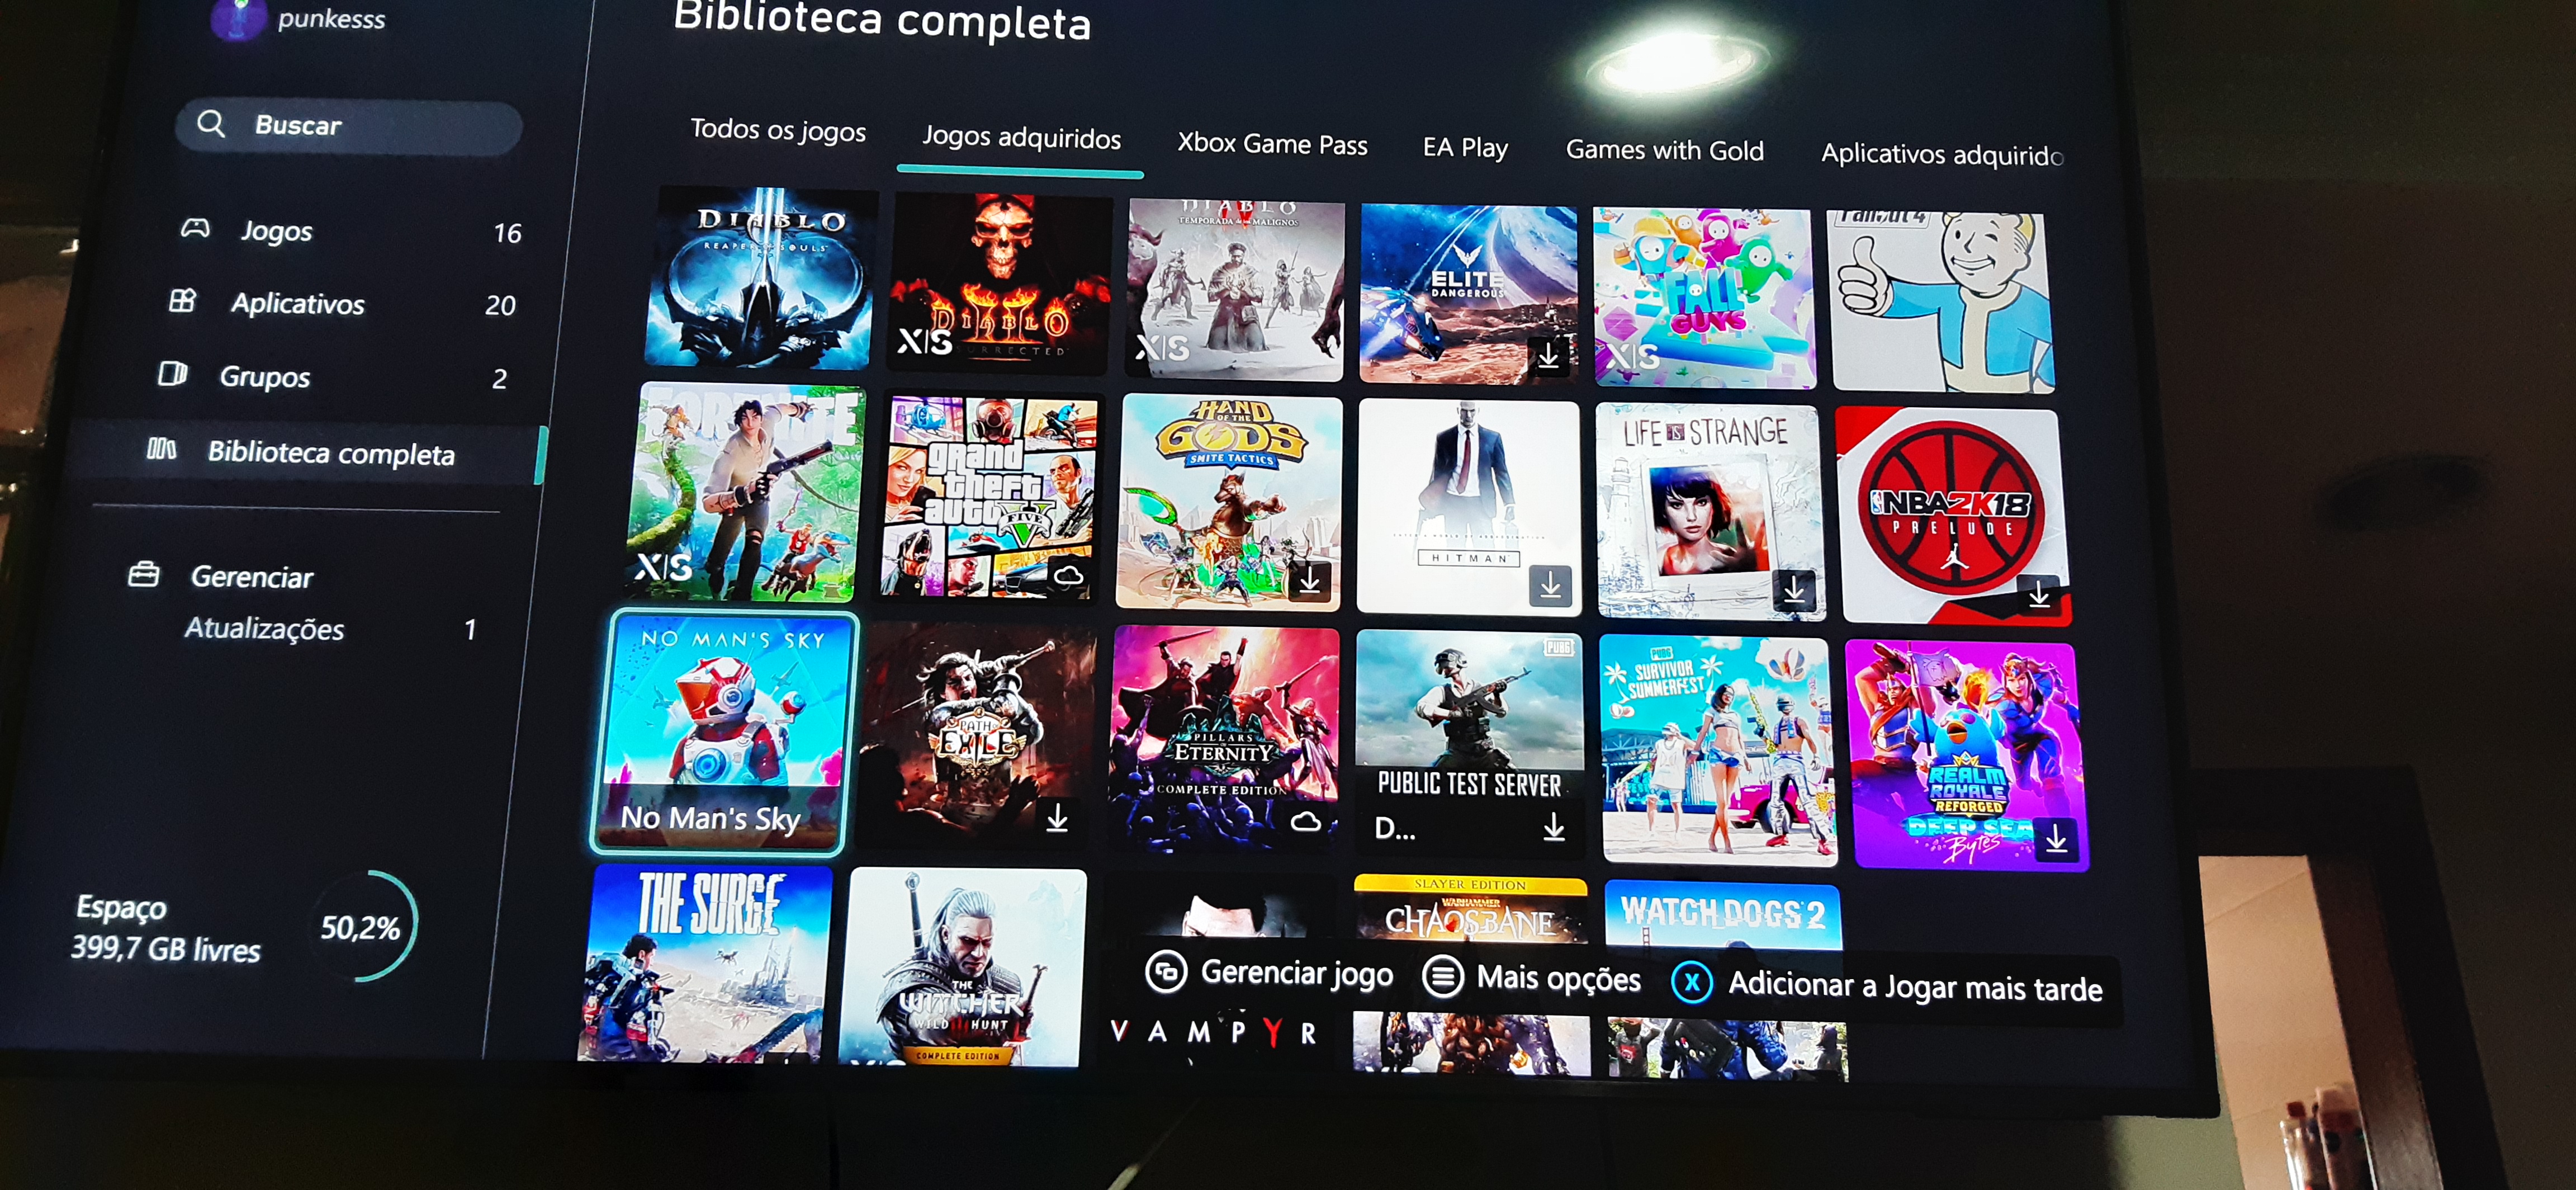 punkesss
Buscar
Jogos 16
Aplicativos 20
Grupos 2
Biblioteca completa
Gerenciar
Atualizações 1
Espaço
399,7 GB livres
50,2%
Biblioteca completa
Todos os jogos
Jogos adquiridos
Xbox Game Pass
EA Play
Games with Gold
Aplicativos adquirido
DIABLO
REAPER OF SOULS
DIABLO
II
X|S
DIABLO
TEMPORADA dos MALIGNOS
X|S
ELITE
DANGEROUS
FALL
GUYS
X|S
Fallout 4
FORTNITE
X|S
grand
theft
auto
V
FIVE
HAND
OF THE
GODS
SMITE TACTICS
HITMAN
LIFE IS STRANGE
NBA2K18
PRELUDE
NO MAN'S SKY
No Man's Sky
PATH
OF
EXILE
PILLARS
OF
ETERNITY
COMPLETE EDITION
PUBG
PUBLIC TEST SERVER
D...
PUBG
SURVIVOR
SUMMERFEST
REALM
ROYALE
REFORGED
DEEP SEA
Bytes
THE SURGE
THE
WITCHER
WILD HUNT
COMPLETE EDITION
VAMPYR
SLAYER EDITION
WARHAMMER
CHAOSBANE
WATCH DOGS 2
Gerenciar jogo
Mais opções
X Adicionar a Jogar mais tarde